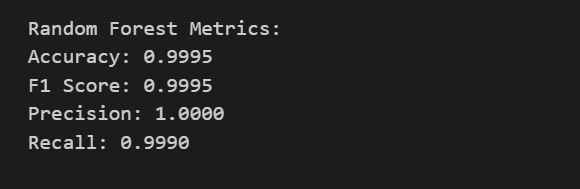 Random Forest Metrics:
Accuracy: 0.9995
F1 Score: 0.9995
Precision: 1.0000
Recall: 0.9990